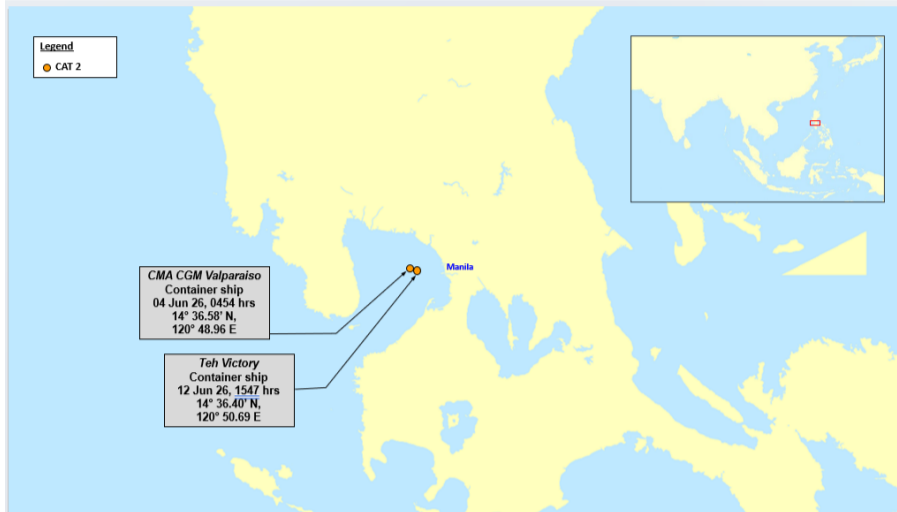 Legend
CAT 2
Manila
CMA CGM Valparaiso
Container ship
04 Jun 26, 0454 hrs
14° 36.58' N,
120° 48.96 E
Teh Victory
Container ship
12 Jun 26, 1547 hrs
14° 36.40' N,
120° 50.69 E